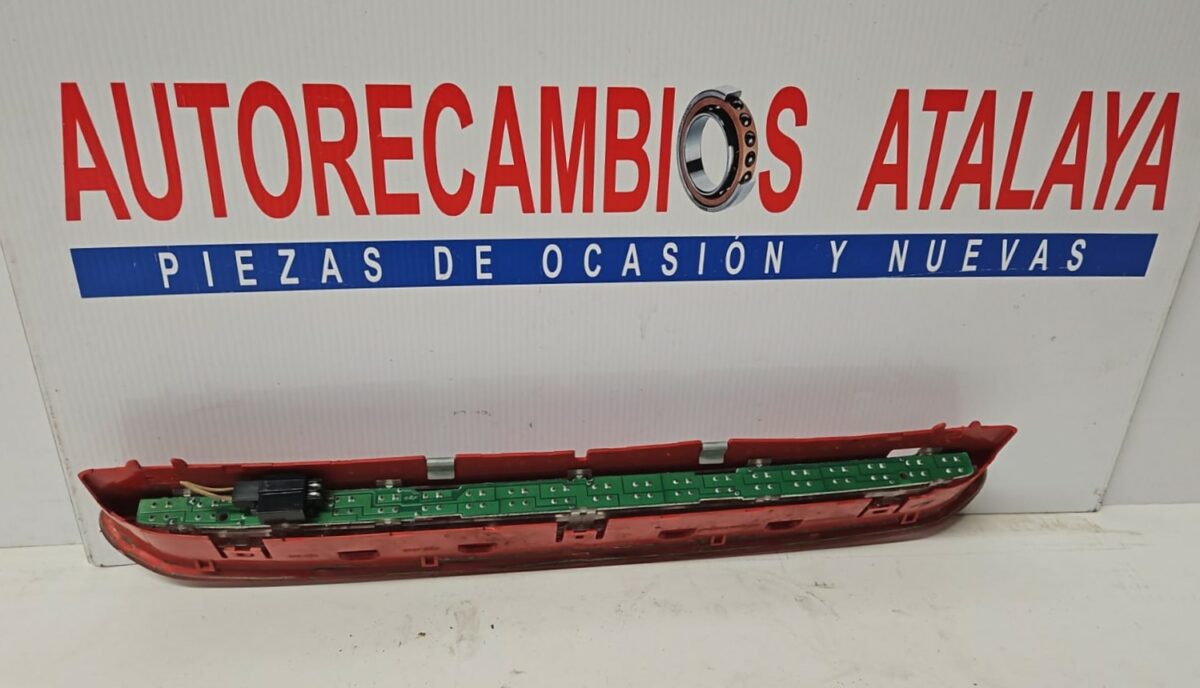 AUTORECAMBIOS ATALAYA
PIEZAS DE OCASIÓN Y NUEVAS